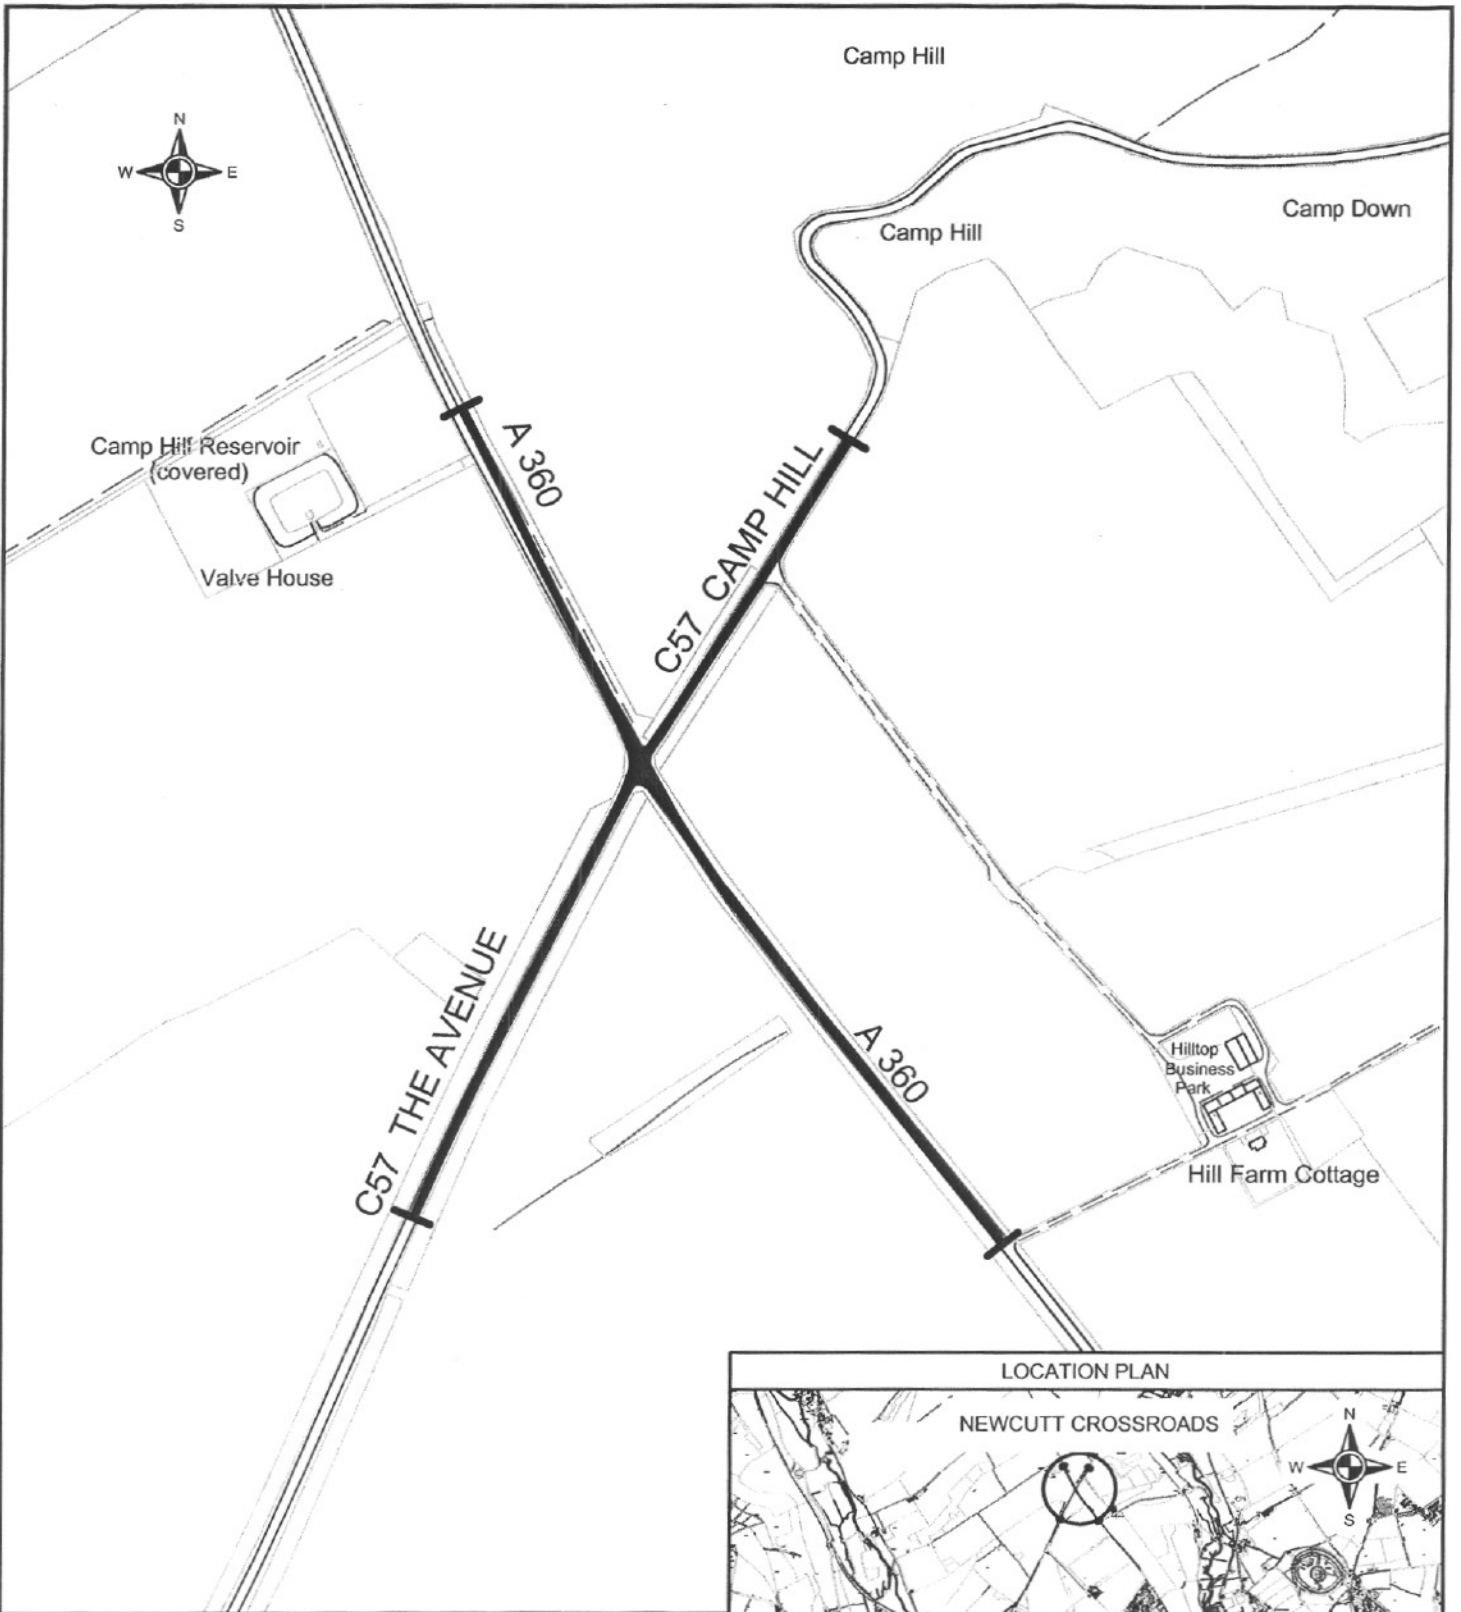 Camp Hill
N
W E
S
Camp Down
Camp Hill
A 360
Camp Hill Reservoir
(covered)
Valve House
C57 CAMP HILL
C57 THE AVENUE
A 360
Hilltop
Business
Park
Hill Farm Cottage
LOCATION PLAN
NEWCUTT CROSSROADS
N
W E
S